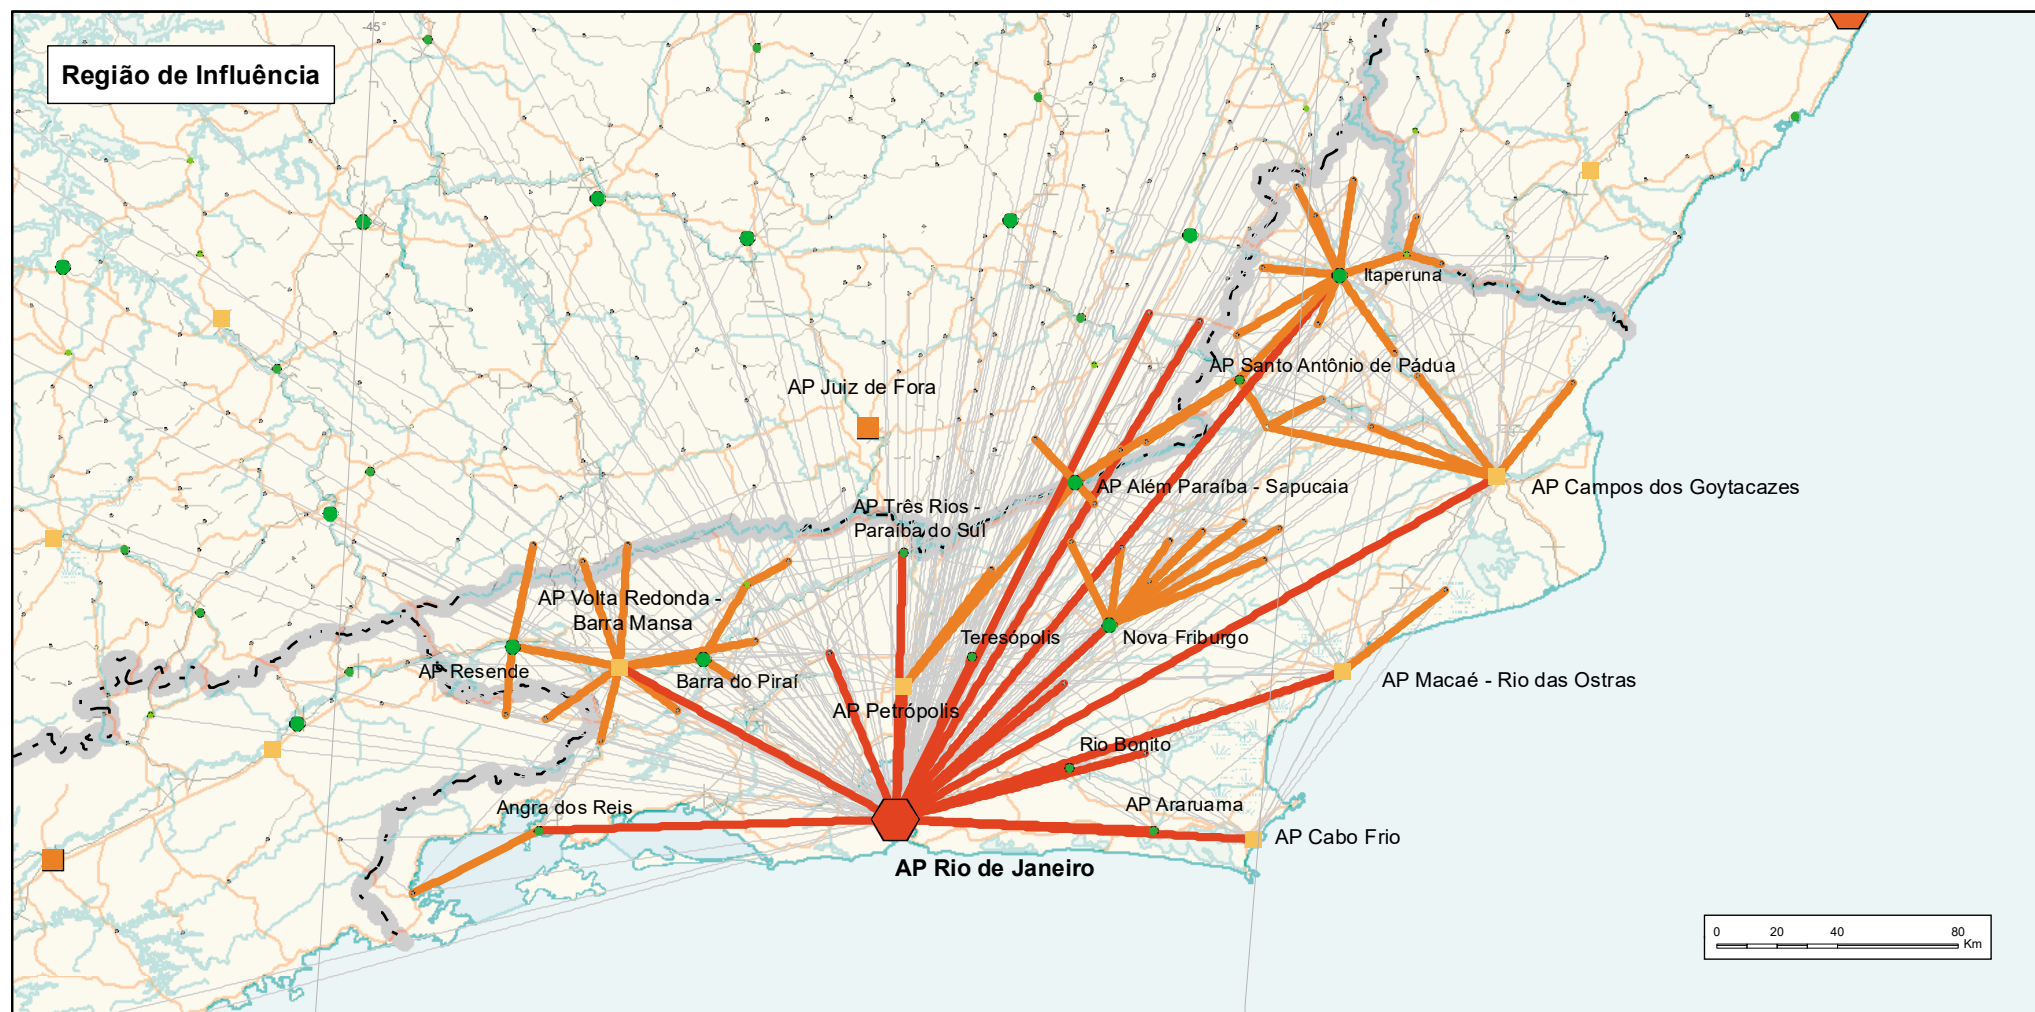 -45°
-42°
Região de Influência
Itaperuna
AP Santo Antônio de Pádua
AP Juiz de Fora
AP Além Paraíba - Sapucaia
AP Campos dos Goytacazes
AP Três Rios -
Paraíba do Sul
AP Volta Redonda -
Barra Mansa
Teresópolis
Nova Friburgo
AP Resende
Barra do Piraí
AP Macaé - Rio das Ostras
AP Petrópolis
Rio Bonito
Angra dos Reis
AP Araruama
AP Cabo Frio
AP Rio de Janeiro
0 20 40 80
Km